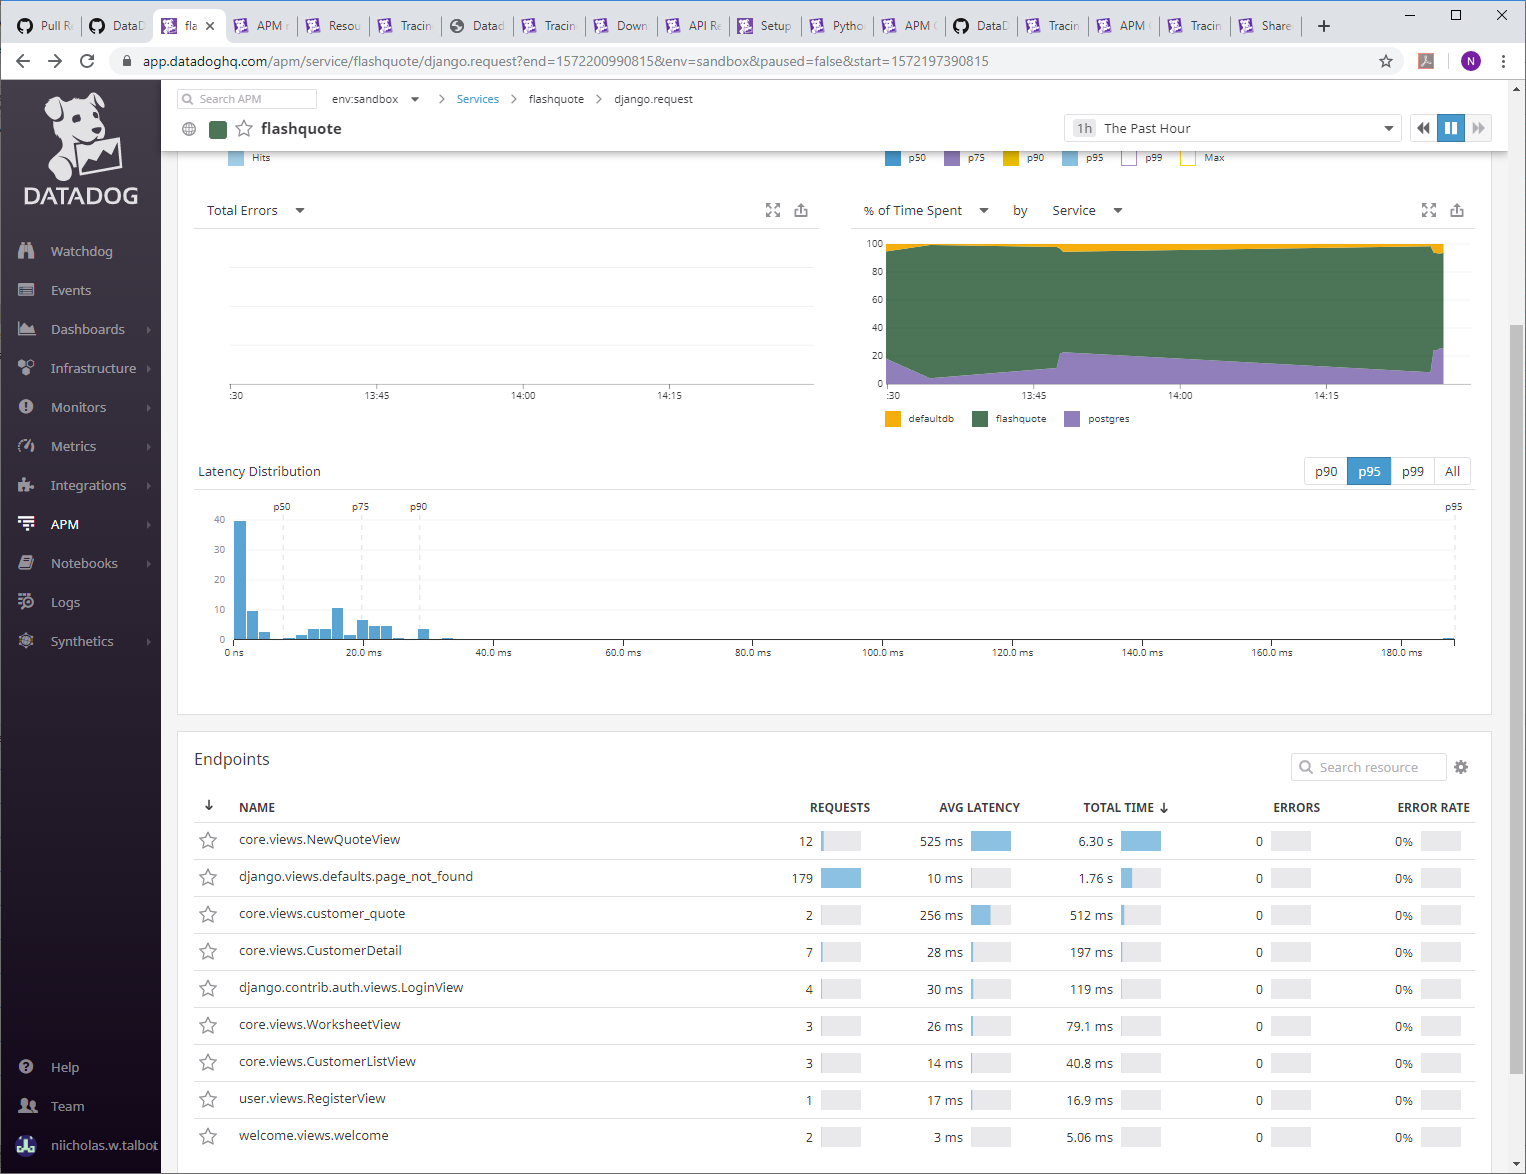 Pull Re
DataD
fla
APM r
Resou
Tracin
Datad
Tracin
Down
API Re
Setup
Pytho
APM (
DataD
Tracin
APM (
Tracin
Share
app.datadoghq.com/apm/service/flashquote/django.request?end=1572200990815&env=sandbox&paused=false&start=1572197390815
N
DATADOG
Watchdog
Events
Dashboards
Infrastructure
Monitors
Metrics
Integrations
APM
Notebooks
Logs
Synthetics
Help
Team
niicholas.w.talbot
Search APM
env:sandbox
Services
flashquote
django.request
flashquote
1h The Past Hour
Hits
p50 p75 p90 p95 p99 Max
Total Errors
:30 13:45 14:00 14:15
% of Time Spent by Service
100
80
60
40
20
0
:30 13:45 14:00 14:15
defaultdb flashquote postgres
Latency Distribution
p90 p95 p99 All
p50 p75 p90 p95
40
30
20
10
0
0 ns 20.0 ms 40.0 ms 60.0 ms 80.0 ms 100.0 ms 120.0 ms 140.0 ms 160.0 ms 180.0 ms
Endpoints
Search resource
NAME REQUESTS AVG LATENCY TOTAL TIME ERRORS ERROR RATE
core.views.NewQuoteView 12 525 ms 6.30 s 0 0%
django.views.defaults.page_not_found 179 10 ms 1.76 s 0 0%
core.views.customer_quote 2 256 ms 512 ms 0 0%
core.views.CustomerDetail 7 28 ms 197 ms 0 0%
django.contrib.auth.views.LoginView 4 30 ms 119 ms 0 0%
core.views.WorksheetView 3 26 ms 79.1 ms 0 0%
core.views.CustomerListView 3 14 ms 40.8 ms 0 0%
user.views.RegisterView 1 17 ms 16.9 ms 0 0%
welcome.views.welcome 2 3 ms 5.06 ms 0 0%